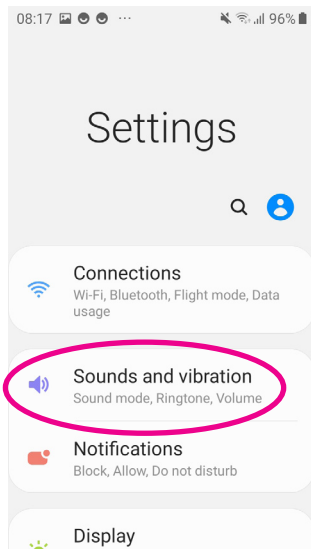 08:17 ... 96%
Settings
Connections
Wi-Fi, Bluetooth, Flight mode, Data
usage
Sounds and vibration
Sound mode, Ringtone, Volume
Notifications
Block, Allow, Do not disturb
Display